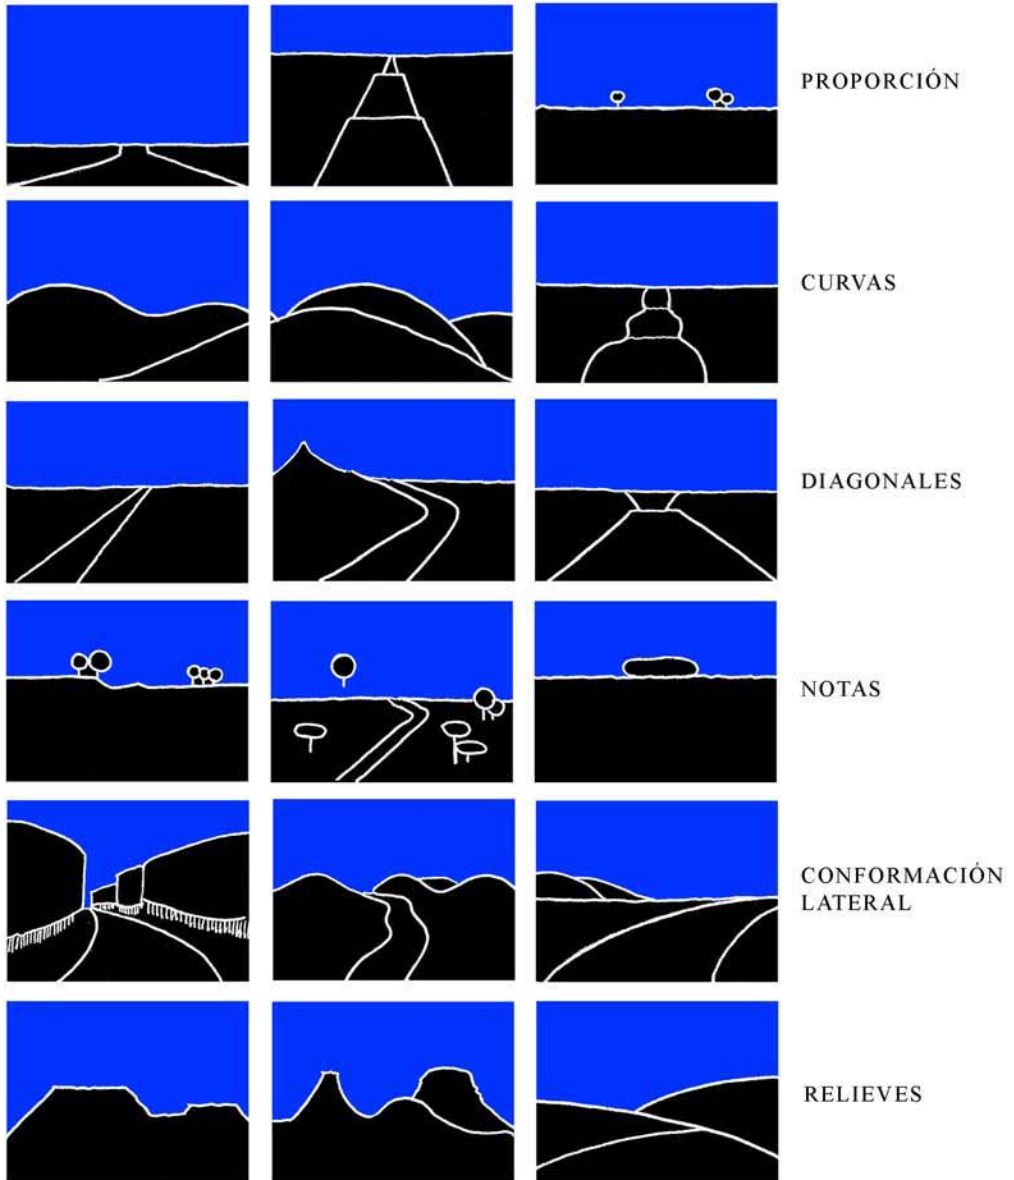 PROPORCIÓN
CURVAS
DIAGONALES
NOTAS
CONFORMACIÓN
LATERAL
RELIEVES